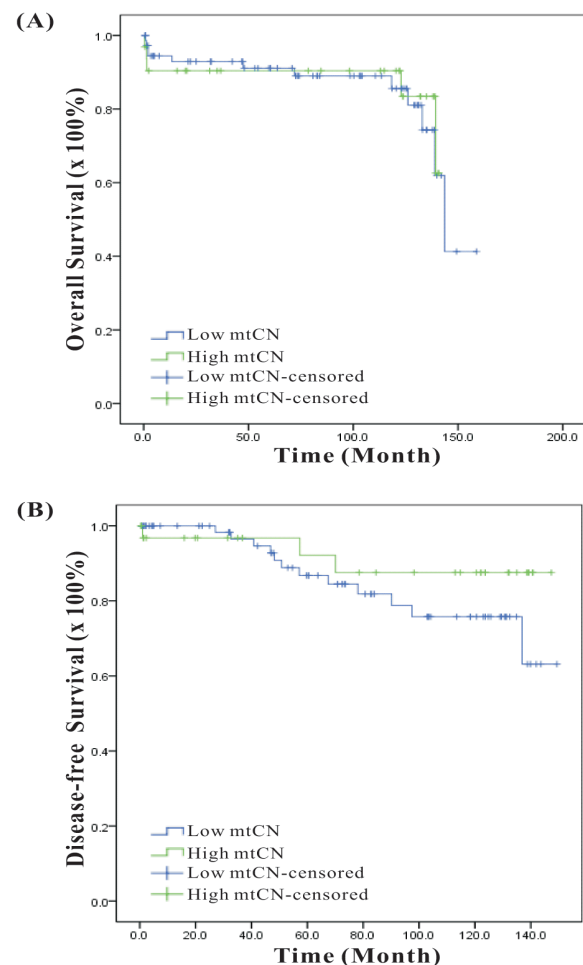 (A)
Overall Survival (x 100%)
1.0
0.8
0.6
0.4
0.2
0.0
Low mtCN
High mtCN
Low mtCN-censored
High mtCN-censored
0.0 50.0 100.0 150.0 200.0
Time (Month)
(B)
Disease-free Survival (x 100%)
1.0
0.8
0.6
0.4
0.2
0.0
Low mtCN
High mtCN
Low mtCN-censored
High mtCN-censored
0.0 20.0 40.0 60.0 80.0 100.0 120.0 140.0
Time (Month)